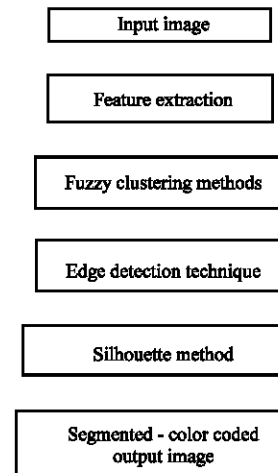 Input image
Feature extraction
Fuzzy clustering methods
Edge detection technique
Silhouette method
Segmented - color coded
output image